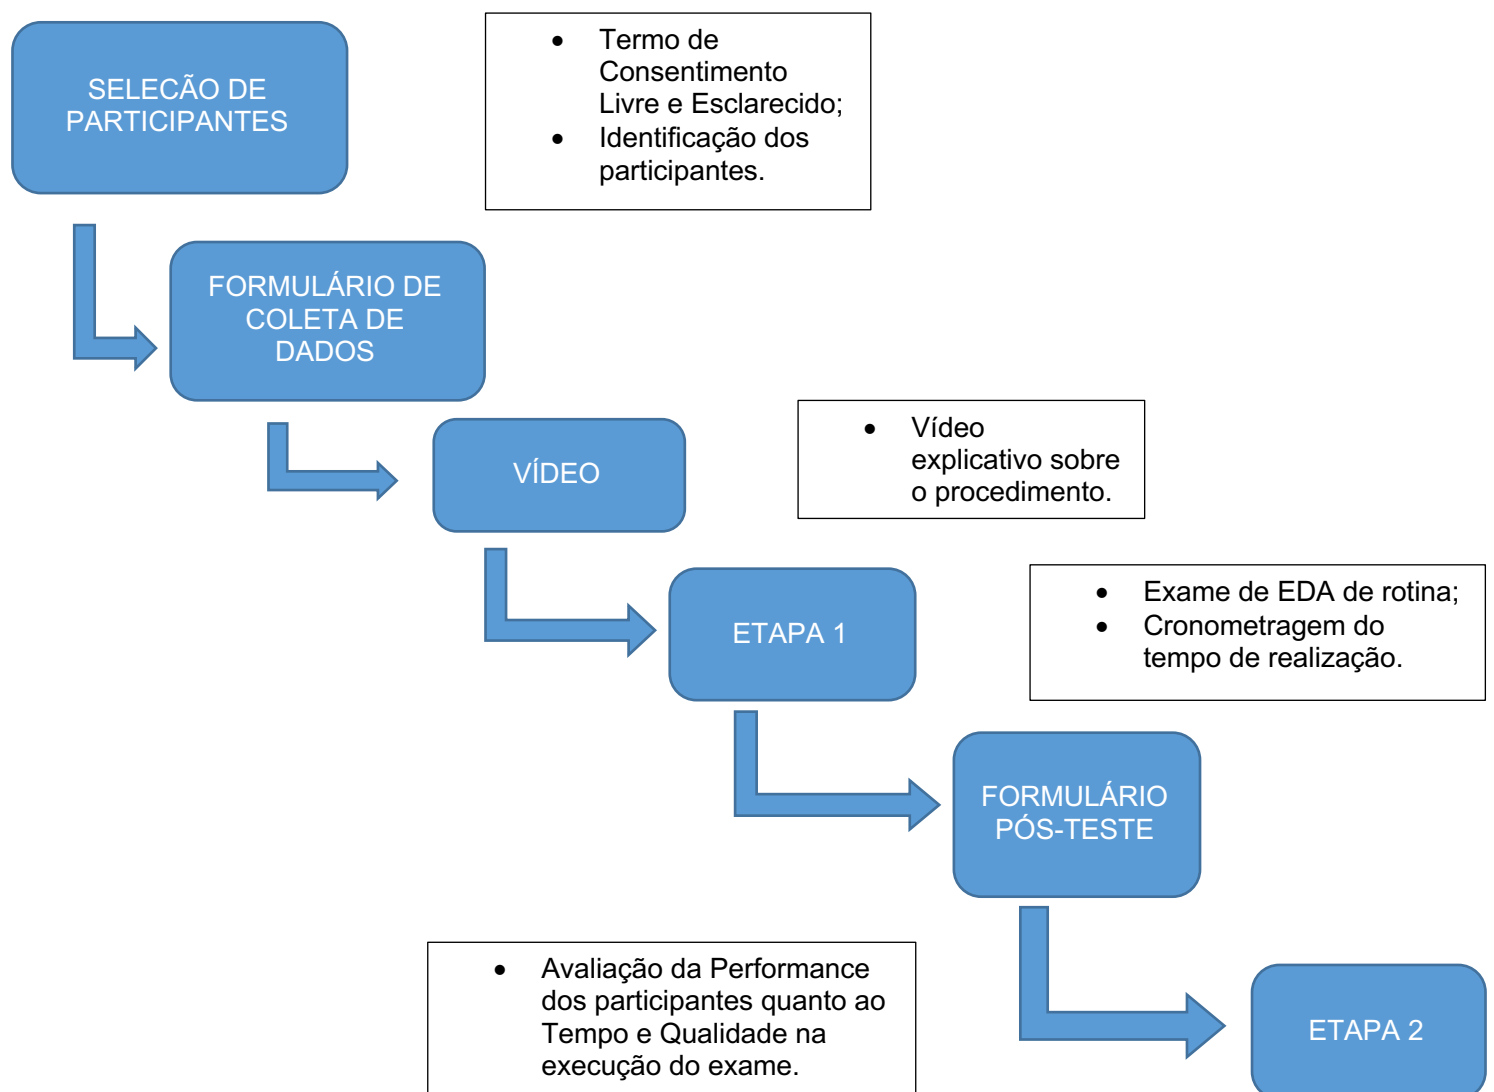 SELECÃO DE
PARTICIPANTES
• Termo de
Consentimento
Livre e Esclarecido;
• Identificação dos
participantes.
FORMULÁRIO DE
COLETA DE
DADOS
VÍDEO
• Vídeo
explicativo sobre
o procedimento.
ETAPA 1
• Exame de EDA de rotina;
• Cronometragem do
tempo de realização.
FORMULÁRIO
PÓS-TESTE
• Avaliação da Performance
dos participantes quanto ao
Tempo e Qualidade na
execução do exame.
ETAPA 2